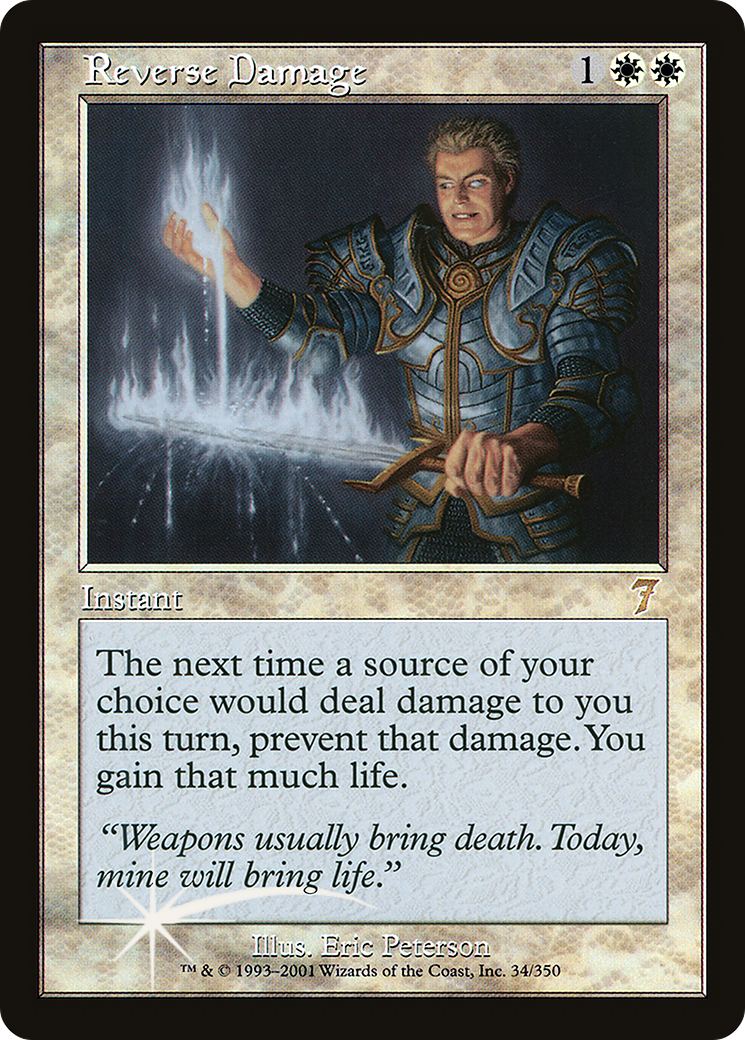 Reverse Damage 1
Instant 7
The next time a source of your
choice would deal damage to you
this turn, prevent that damage. You
gain that much life.
“Weapons usually bring death. Today,
mine will bring life.”
Illus. Eric Peterson
™ & © 1993–2001 Wizards of the Coast, Inc. 34/350